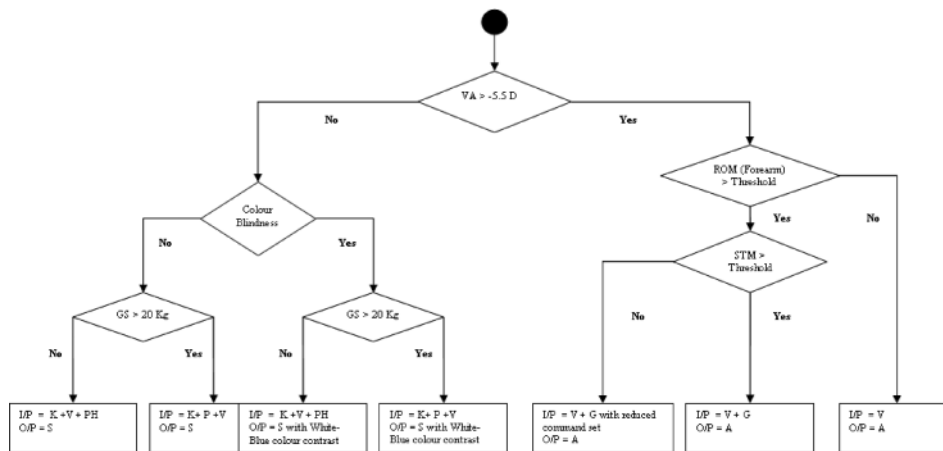 VA > -5.5 D
No
Yes
ROM (Forearm)
> Threshold
Colour
Blindness
Yes
No
No
Yes
STM >
Threshold
GS > 20 Kg
GS > 20 Kg
No
Yes
No
Yes
No
Yes
I/P = K +V + PH
O/P = S
I/P = K+ P +V
O/P = S
I/P = K +V + PH
O/P = S with White-
Blue colour contrast
I/P = K+ P +V
O/P = S with White-
Blue colour contrast
I/P = V + G with reduced
command set
O/P = A
I/P = V + G
O/P = A
I/P = V
O/P = A